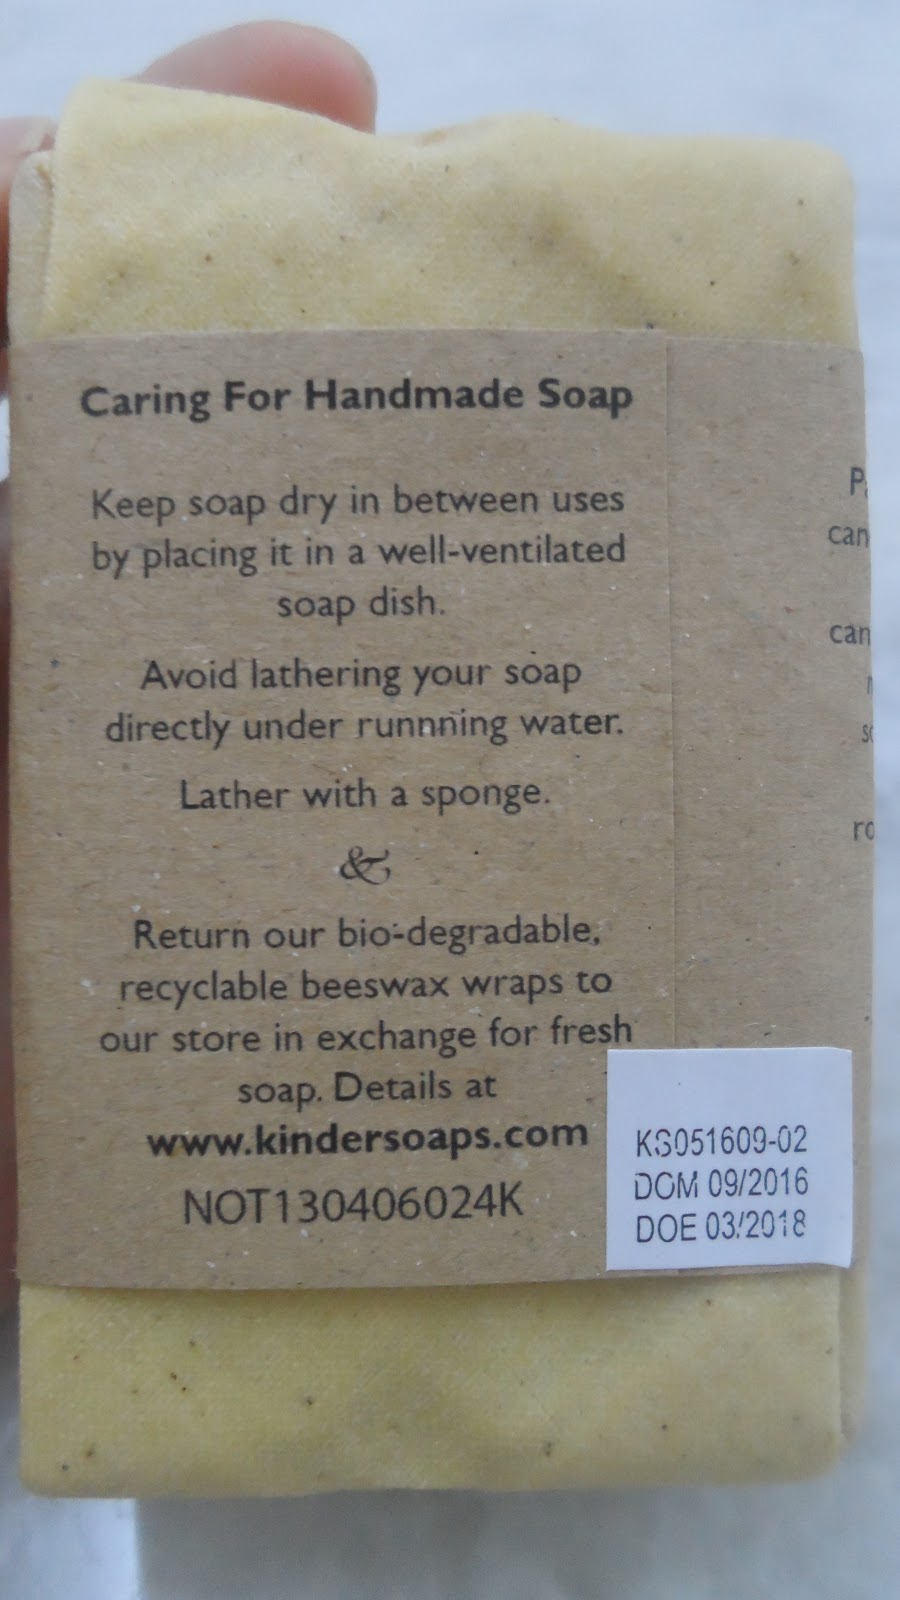 Caring For Handmade Soap
Keep soap dry in between uses
by placing it in a well-ventilated
soap dish.
Avoid lathering your soap
directly under runnning water.
Lather with a sponge.
&
Return our bio-degradable,
recyclable beeswax wraps to
our store in exchange for fresh
soap. Details at
www.kindersoaps.com
NOT130406024K
KS051609-02
DOM 09/2016
DOE 03/2018